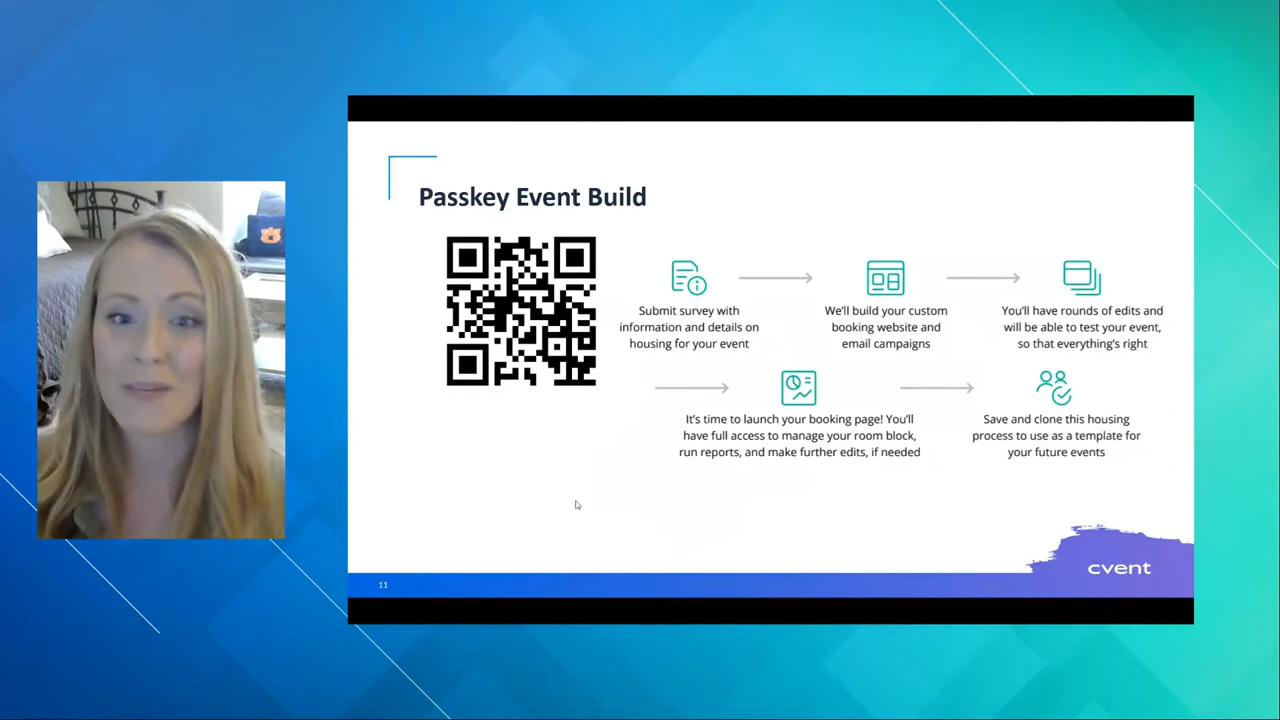 Passkey Event Build
Submit survey with
information and details on
housing for your event
We'll build your custom
booking website and
email campaigns
You'll have rounds of edits and
will be able to test your event,
so that everything's right
It's time to launch your booking page! You'll
have full access to manage your room block,
run reports, and make further edits, if needed
Save and clone this housing
process to use as a template for
your future events
11
cvent